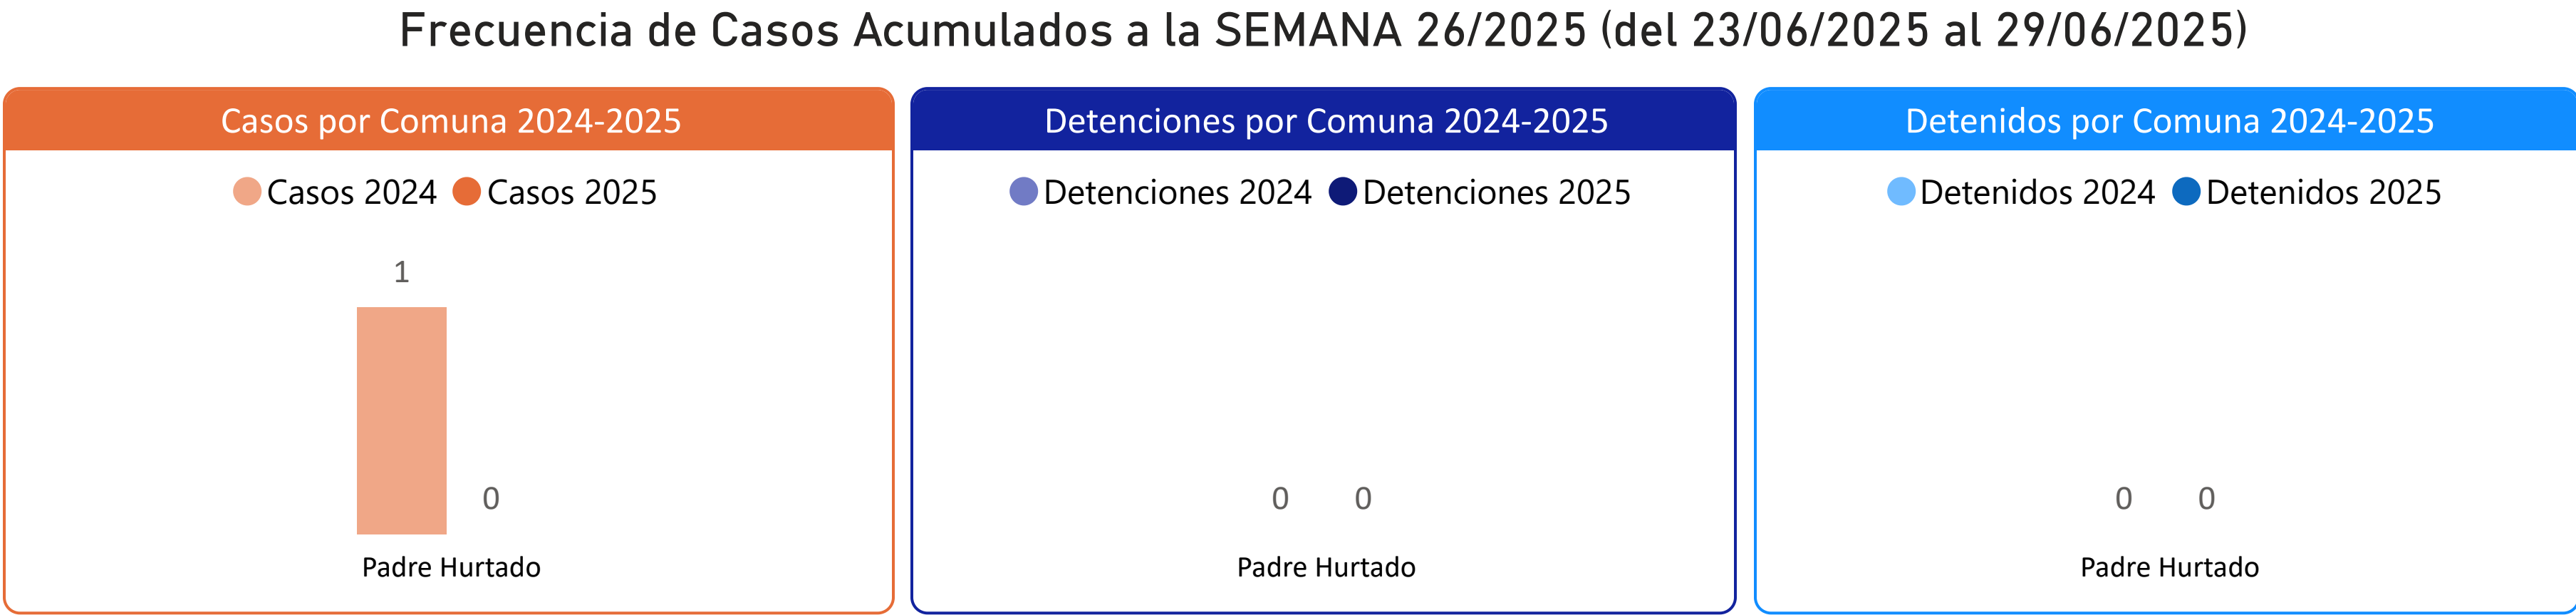 Frecuencia de Casos Acumulados a la SEMANA 26/2025 (del 23/06/2025 al 29/06/2025)
Casos por Comuna 2024-2025
Casos 2024 Casos 2025
1
0
Padre Hurtado
Detenciones por Comuna 2024-2025
Detenciones 2024 Detenciones 2025
0 0
Padre Hurtado
Detenidos por Comuna 2024-2025
Detenidos 2024 Detenidos 2025
0 0
Padre Hurtado